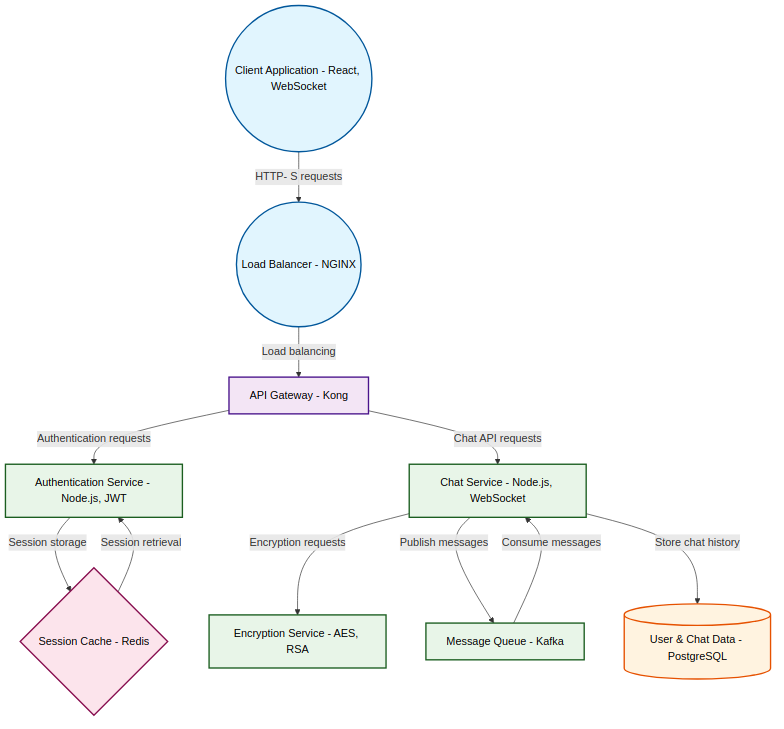 Client Application - React,
WebSocket
HTTP- S requests
Load Balancer - NGINX
Load balancing
API Gateway - Kong
Authentication requests
Chat API requests
Authentication Service -
Node.js, JWT
Chat Service - Node.js,
WebSocket
Session storage
Session retrieval
Encryption requests
Publish messages
Consume messages
Store chat history
Session Cache - Redis
Encryption Service - AES,
RSA
Message Queue - Kafka
User & Chat Data -
PostgreSQL